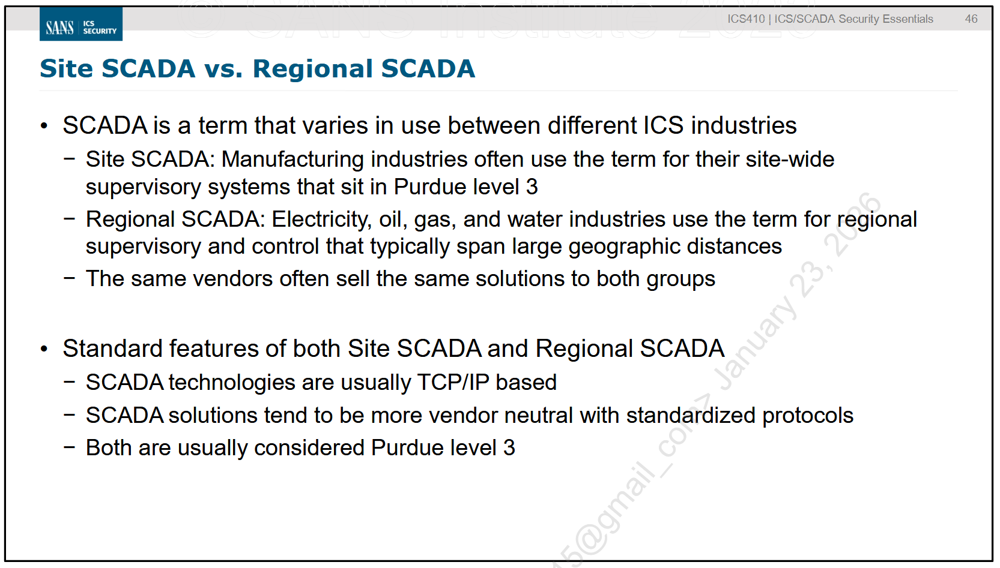 © SANS Institute 2023
ICS410 | ICS/SCADA Security Essentials 46
SANS ICS SECURITY
Site SCADA vs. Regional SCADA
• SCADA is a term that varies in use between different ICS industries
– Site SCADA: Manufacturing industries often use the term for their site-wide
supervisory systems that sit in Purdue level 3
– Regional SCADA: Electricity, oil, gas, and water industries use the term for regional
supervisory and control that typically span large geographic distances
– The same vendors often sell the same solutions to both groups
• Standard features of both Site SCADA and Regional SCADA
– SCADA technologies are usually TCP/IP based
– SCADA solutions tend to be more vendor neutral with standardized protocols
– Both are usually considered Purdue level 3
15@gmail_com> January 23, 2026